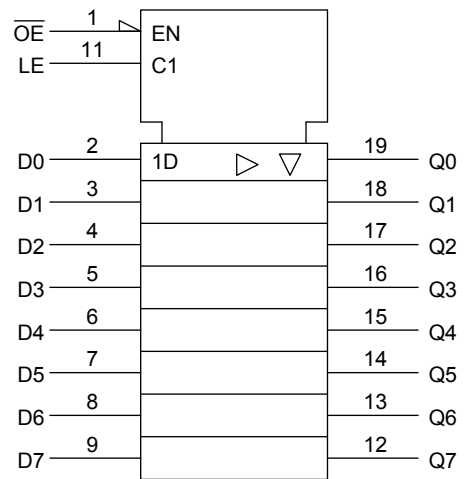 O̅E̅ 1 EN
LE 11 C1
D0 2 1D 19 Q0
D1 3 18 Q1
D2 4 17 Q2
D3 5 16 Q3
D4 6 15 Q4
D5 7 14 Q5
D6 8 13 Q6
D7 9 12 Q7